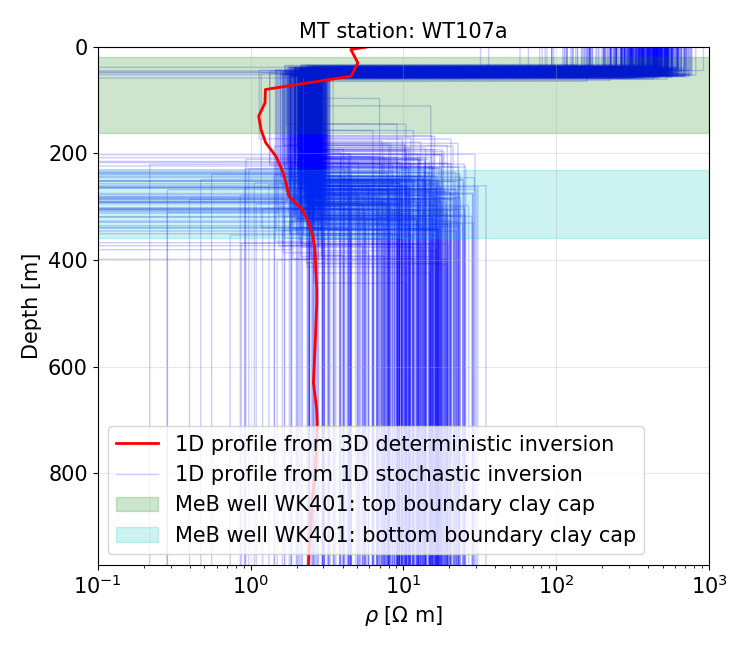 MT station: WT107a
0
200
400
600
800
Depth [m]
1D profile from 3D deterministic inversion
1D profile from 1D stochastic inversion
MeB well WK401: top boundary clay cap
MeB well WK401: bottom boundary clay cap
10⁻¹ 10⁰ 10¹ 10² 10³
ρ [Ω m]